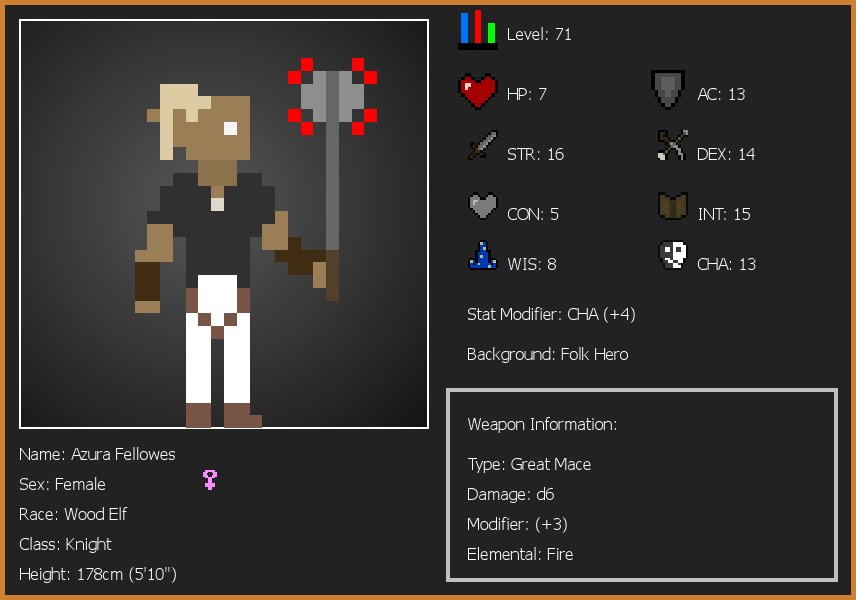 Level: 71
HP: 7
AC: 13
STR: 16
DEX: 14
CON: 5
INT: 15
WIS: 8
CHA: 13
Stat Modifier: CHA (+4)
Background: Folk Hero
Weapon Information:
Type: Great Mace
Damage: d6
Modifier: (+3)
Elemental: Fire
Name: Azura Fellowes
Sex: Female
Race: Wood Elf
Class: Knight
Height: 178cm (5'10")